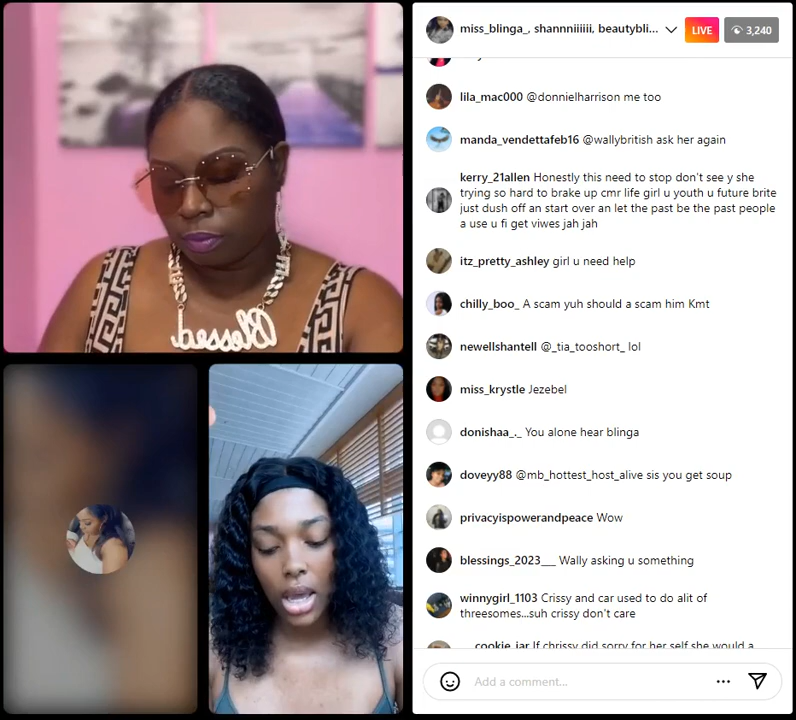 miss_blinga_, shannniiiiii, beautybli...
LIVE
3,240
lila_mac000 @donnielharrison me too
manda_vendettafeb16 @wallybritish ask her again
kerry_21allen Honestly this need to stop don't see y she
trying so hard to brake up cmr life girl u youth u future brite
just dush off an start over an let the past be the past people
a use u fi get viwes jah jah
itz_pretty_ashley girl u need help
chilly_boo_ A scam yuh should a scam him Kmt
newellshantell @_tia_tooshort_ lol
miss_krystle Jezebel
donishaa_._ You alone hear blinga
doveyy88 @mb_hottest_host_alive sis you get soup
privacyispowerandpeace Wow
blessings_2023___ Wally asking u something
winnygirl_1103 Crissy and car used to do alit of
threesomes...suh crissy don't care
__cookie_jar If chrissy did sorry for her self she would a
Add a comment...
Blessed